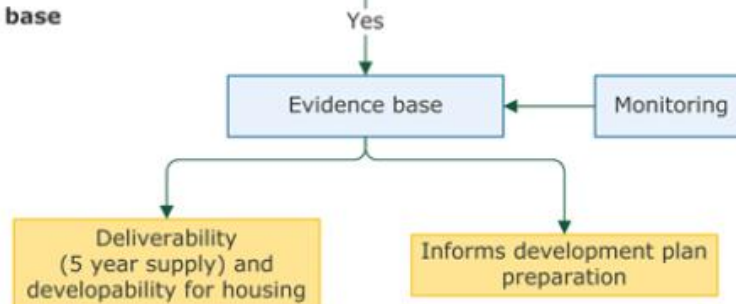 base
Yes
Evidence base
Monitoring
Deliverability
(5 year supply) and
developability for housing
Informs development plan
preparation